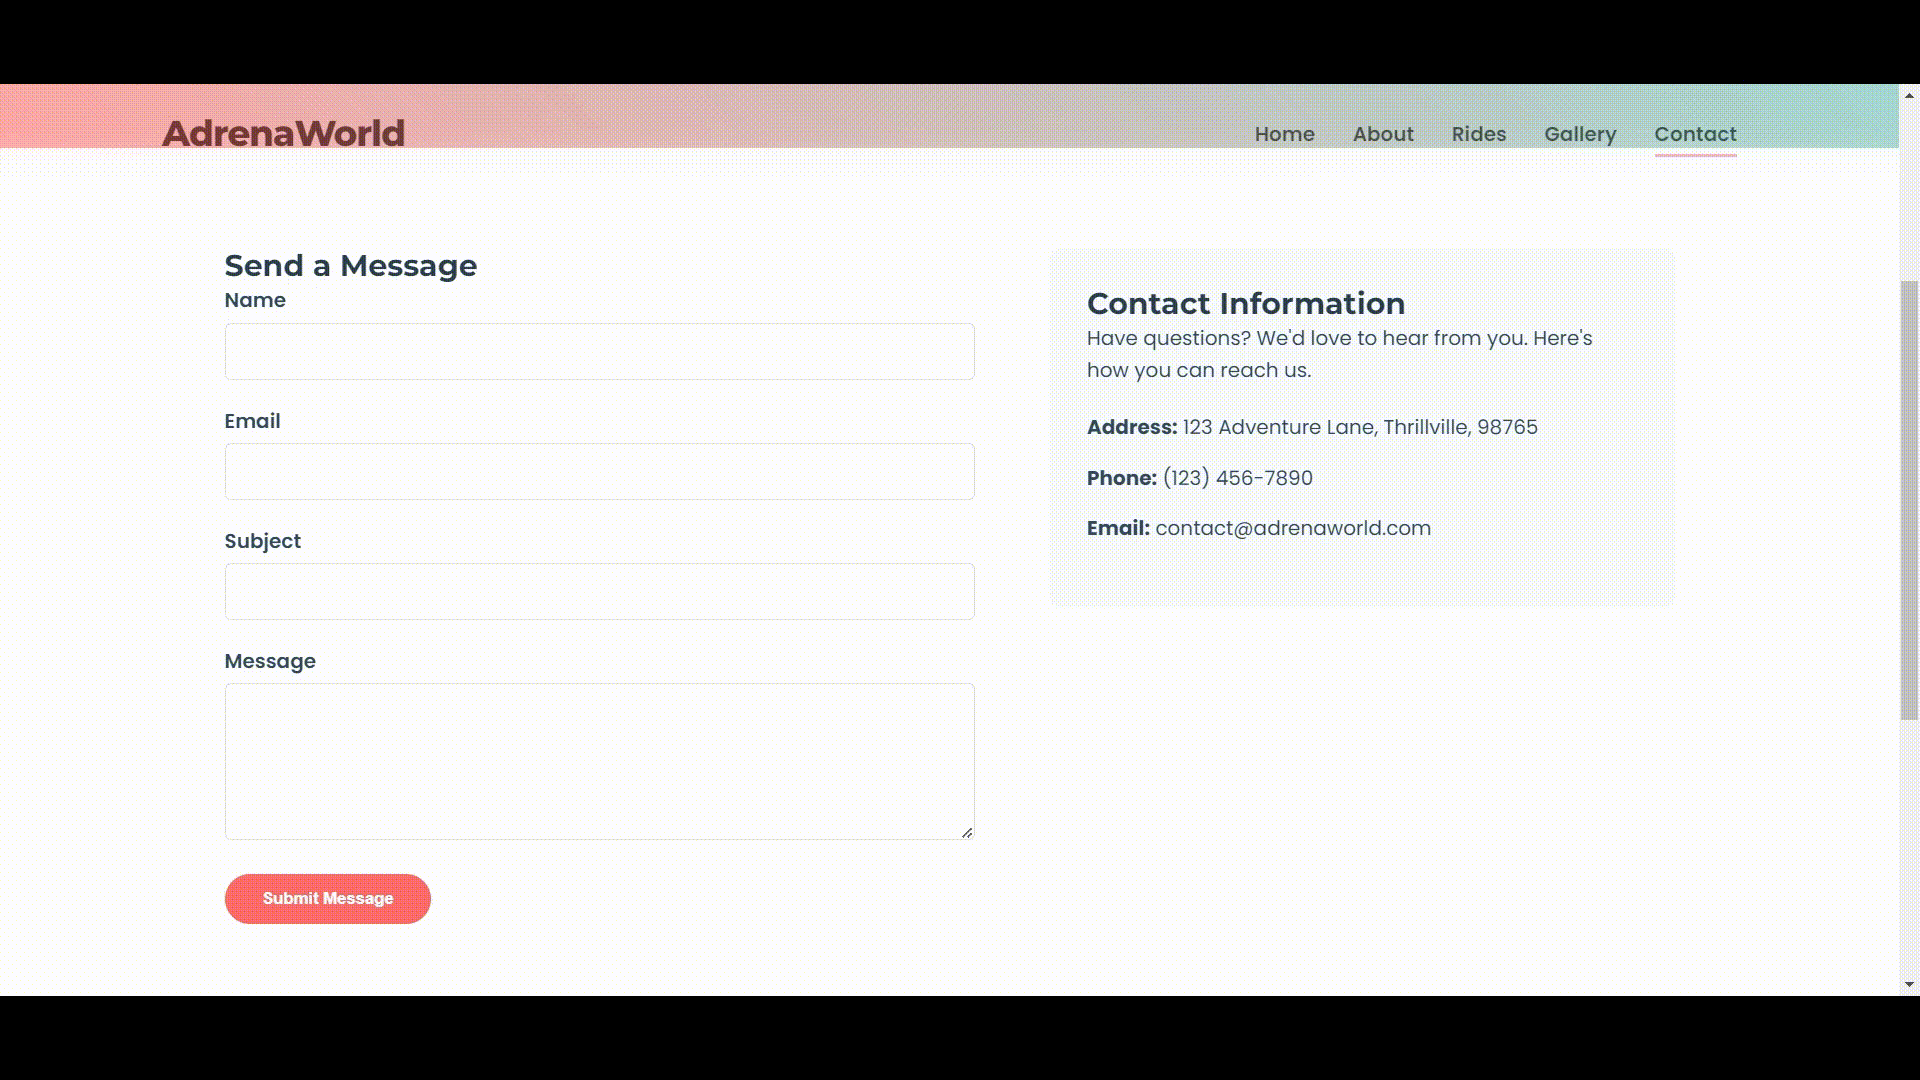 AdrenaWorld
Home About Rides Gallery Contact
Send a Message
Name
Email
Subject
Message
Submit Message
Contact Information
Have questions? We'd love to hear from you. Here's
how you can reach us.
Address: 123 Adventure Lane, Thrillville, 98765
Phone: (123) 456-7890
Email: contact@adrenaworld.com